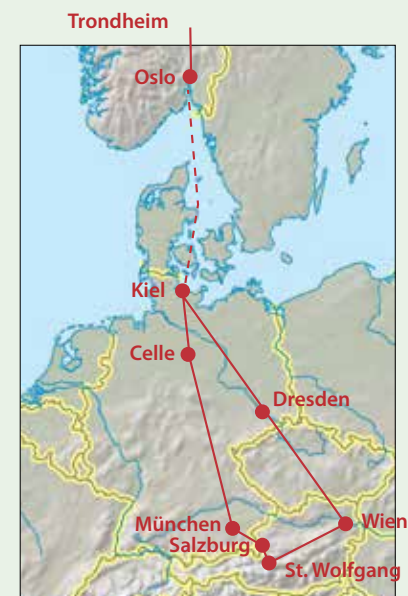 Trondheim
Oslo
Kiel
Celle
Dresden
München
Wien
Salzburg
St. Wolfgang